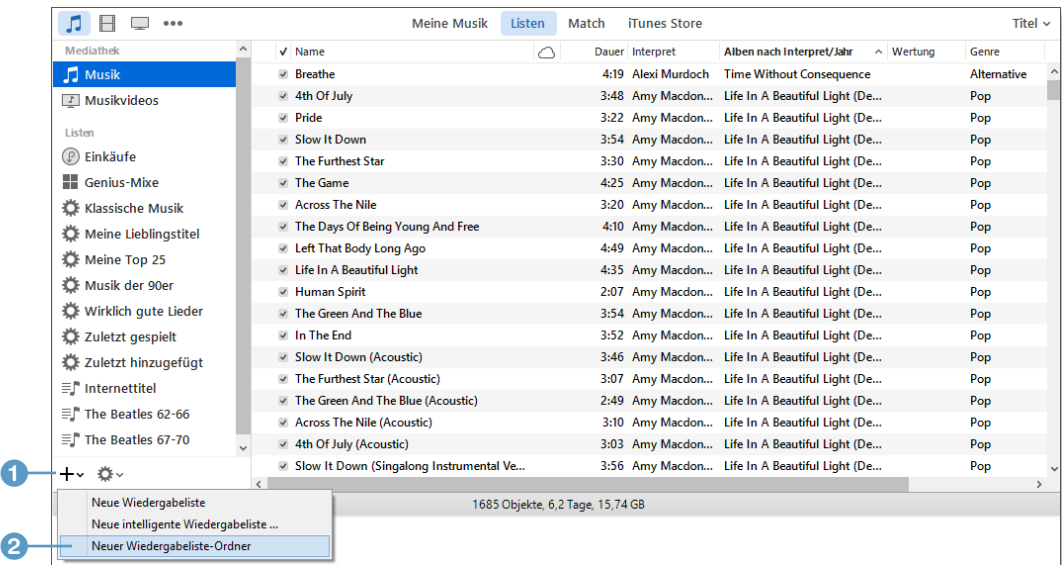 Meine Musik Listen Match iTunes Store Titel
Mediathek
Musik
Musikvideos
Listen
Einkäufe
Genius-Mixe
Klassische Musik
Meine Lieblingstitel
Meine Top 25
Musik der 90er
Wirklich gute Lieder
Zuletzt gespielt
Zuletzt hinzugefügt
Internettitel
The Beatles 62-66
The Beatles 67-70
✓ Name Dauer Interpret Alben nach Interpret/Jahr Wertung Genre
Breathe 4:19 Alexi Murdoch Time Without Consequence Alternative
4th Of July 3:48 Amy Macdon... Life In A Beautiful Light (De... Pop
Pride 3:22 Amy Macdon... Life In A Beautiful Light (De... Pop
Slow It Down 3:54 Amy Macdon... Life In A Beautiful Light (De... Pop
The Furthest Star 3:30 Amy Macdon... Life In A Beautiful Light (De... Pop
The Game 4:25 Amy Macdon... Life In A Beautiful Light (De... Pop
Across The Nile 3:20 Amy Macdon... Life In A Beautiful Light (De... Pop
The Days Of Being Young And Free 4:10 Amy Macdon... Life In A Beautiful Light (De... Pop
Left That Body Long Ago 4:49 Amy Macdon... Life In A Beautiful Light (De... Pop
Life In A Beautiful Light 4:35 Amy Macdon... Life In A Beautiful Light (De... Pop
Human Spirit 2:07 Amy Macdon... Life In A Beautiful Light (De... Pop
The Green And The Blue 3:54 Amy Macdon... Life In A Beautiful Light (De... Pop
In The End 3:52 Amy Macdon... Life In A Beautiful Light (De... Pop
Slow It Down (Acoustic) 3:46 Amy Macdon... Life In A Beautiful Light (De... Pop
The Furthest Star (Acoustic) 3:07 Amy Macdon... Life In A Beautiful Light (De... Pop
The Green And The Blue (Acoustic) 2:49 Amy Macdon... Life In A Beautiful Light (De... Pop
Across The Nile (Acoustic) 3:10 Amy Macdon... Life In A Beautiful Light (De... Pop
4th Of July (Acoustic) 3:03 Amy Macdon... Life In A Beautiful Light (De... Pop
Slow It Down (Singalong Instrumental Ve... 3:56 Amy Macdon... Life In A Beautiful Light (De... Pop
1
1685 Objekte, 6,2 Tage, 15,74 GB
Neue Wiedergabeliste
Neue intelligente Wiedergabeliste ...
2 Neuer Wiedergabeliste-Ordner